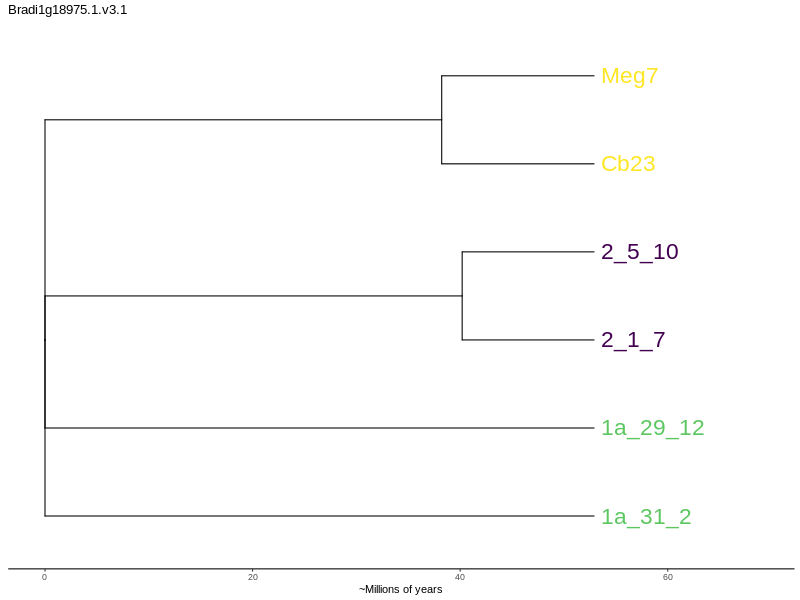 Bradi1g18975.1.v3.1
Meg7
Cb23
2_5_10
2_1_7
1a_29_12
1a_31_2
0 20 40 60
~Millions of years